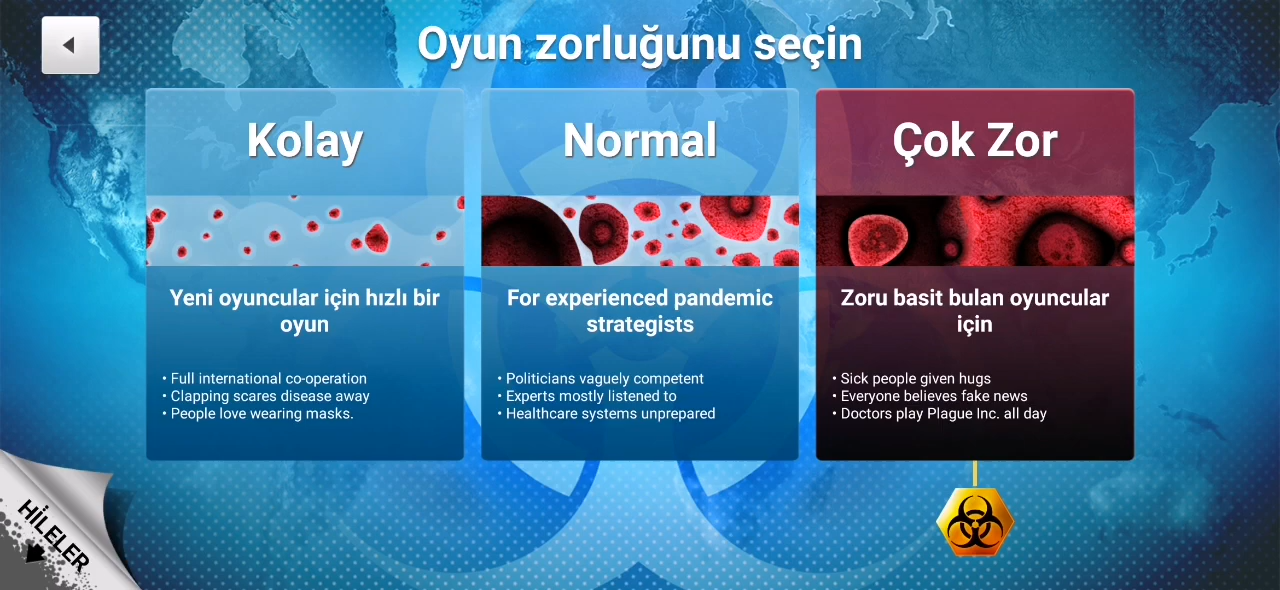 Oyun zorluğunu seçin
Kolay
Yeni oyuncular için hızlı bir
oyun
• Full international co-operation
• Clapping scares disease away
• People love wearing masks.
Normal
For experienced pandemic
strategists
• Politicians vaguely competent
• Experts mostly listened to
• Healthcare systems unprepared
Çok Zor
Zoru basit bulan oyuncular
için
• Sick people given hugs
• Everyone believes fake news
• Doctors play Plague Inc. all day
HİLELER